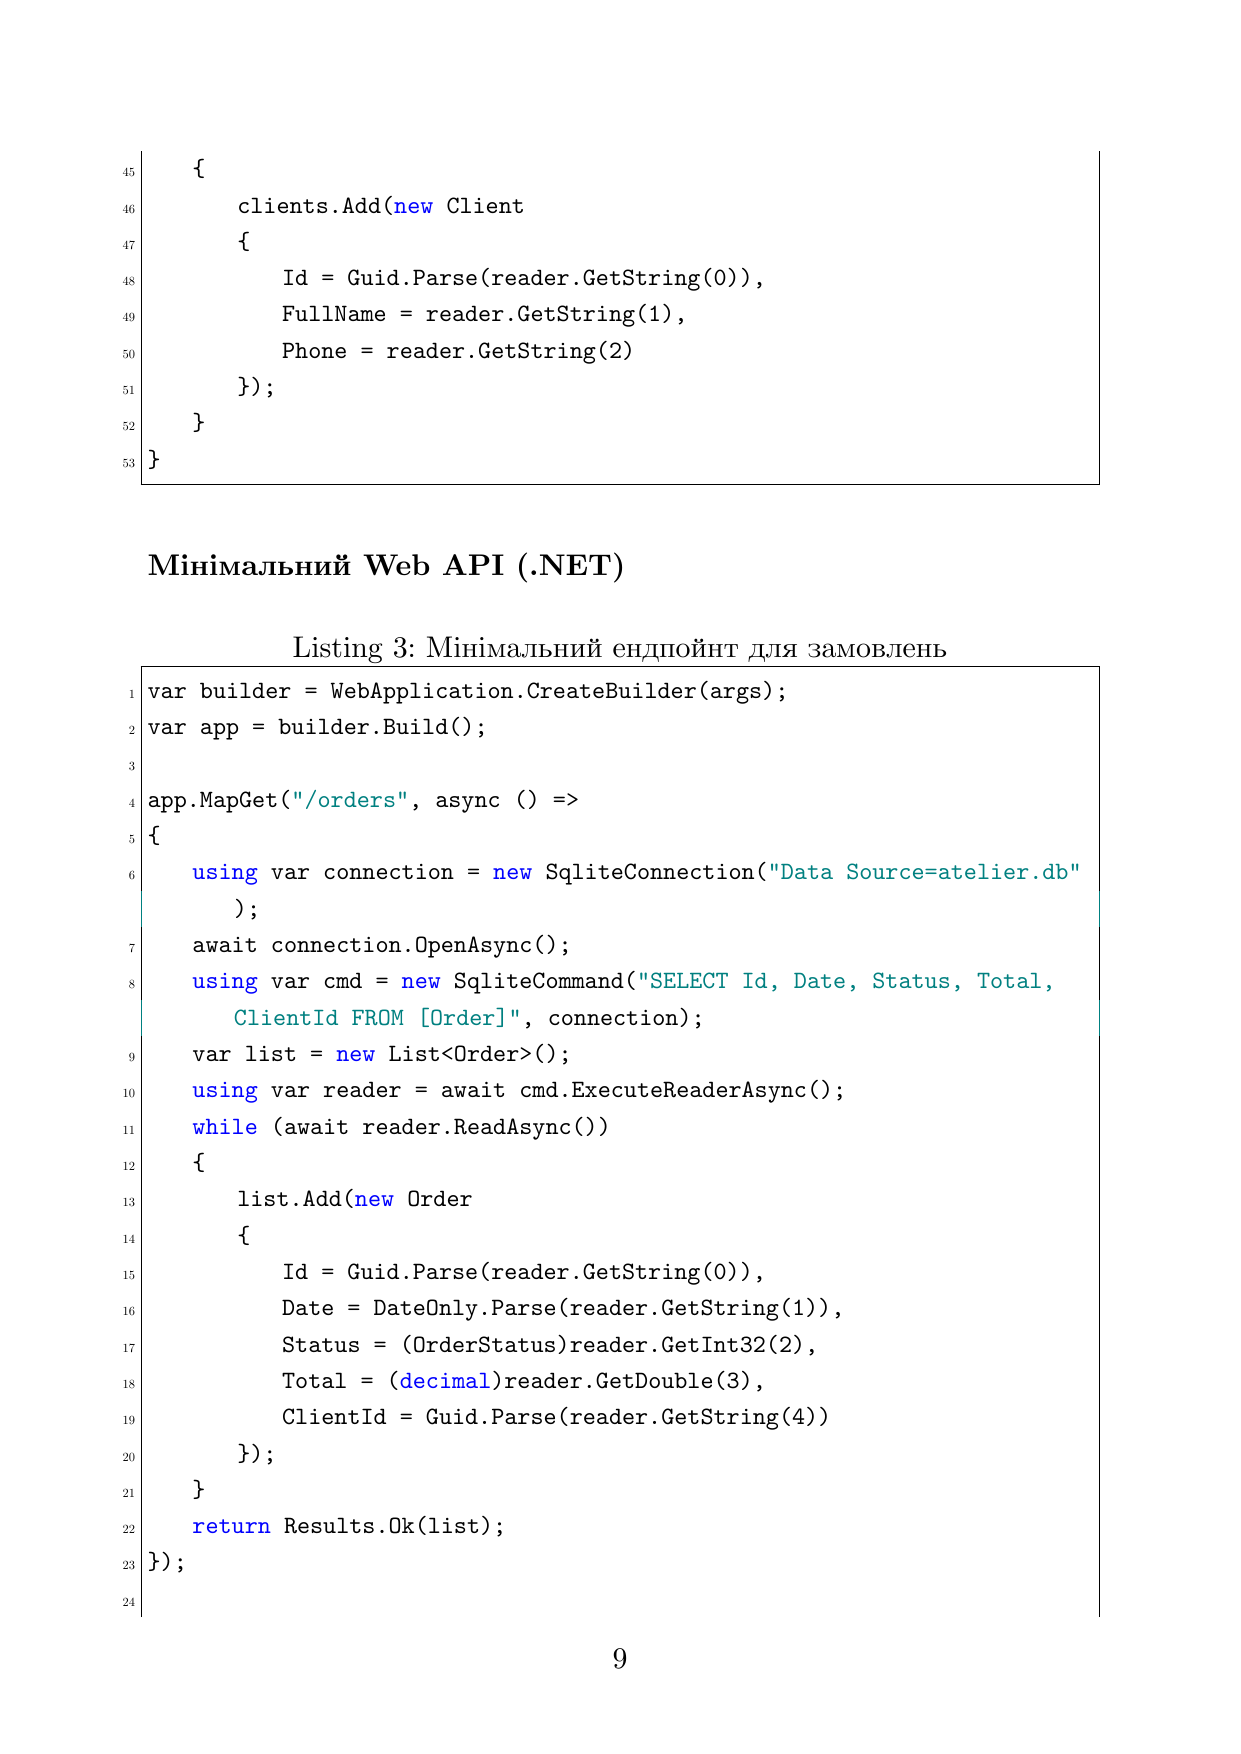 45 {
46 clients.Add(new Client
47 {
48 Id = Guid.Parse(reader.GetString(0)),
49 FullName = reader.GetString(1),
50 Phone = reader.GetString(2)
51 });
52 }
53 }
Мінімальний Web API (.NET)
Listing 3: Мінімальний ендпойнт для замовлень
1 var builder = WebApplication.CreateBuilder(args);
2 var app = builder.Build();
3
4 app.MapGet("/orders", async () =>
5 {
6 using var connection = new SqliteConnection("Data Source=atelier.db"
);
7 await connection.OpenAsync();
8 using var cmd = new SqliteCommand("SELECT Id, Date, Status, Total,
ClientId FROM [Order]", connection);
9 var list = new List<Order>();
10 using var reader = await cmd.ExecuteReaderAsync();
11 while (await reader.ReadAsync())
12 {
13 list.Add(new Order
14 {
15 Id = Guid.Parse(reader.GetString(0)),
16 Date = DateOnly.Parse(reader.GetString(1)),
17 Status = (OrderStatus)reader.GetInt32(2),
18 Total = (decimal)reader.GetDouble(3),
19 ClientId = Guid.Parse(reader.GetString(4))
20 });
21 }
22 return Results.Ok(list);
23 });
24
9